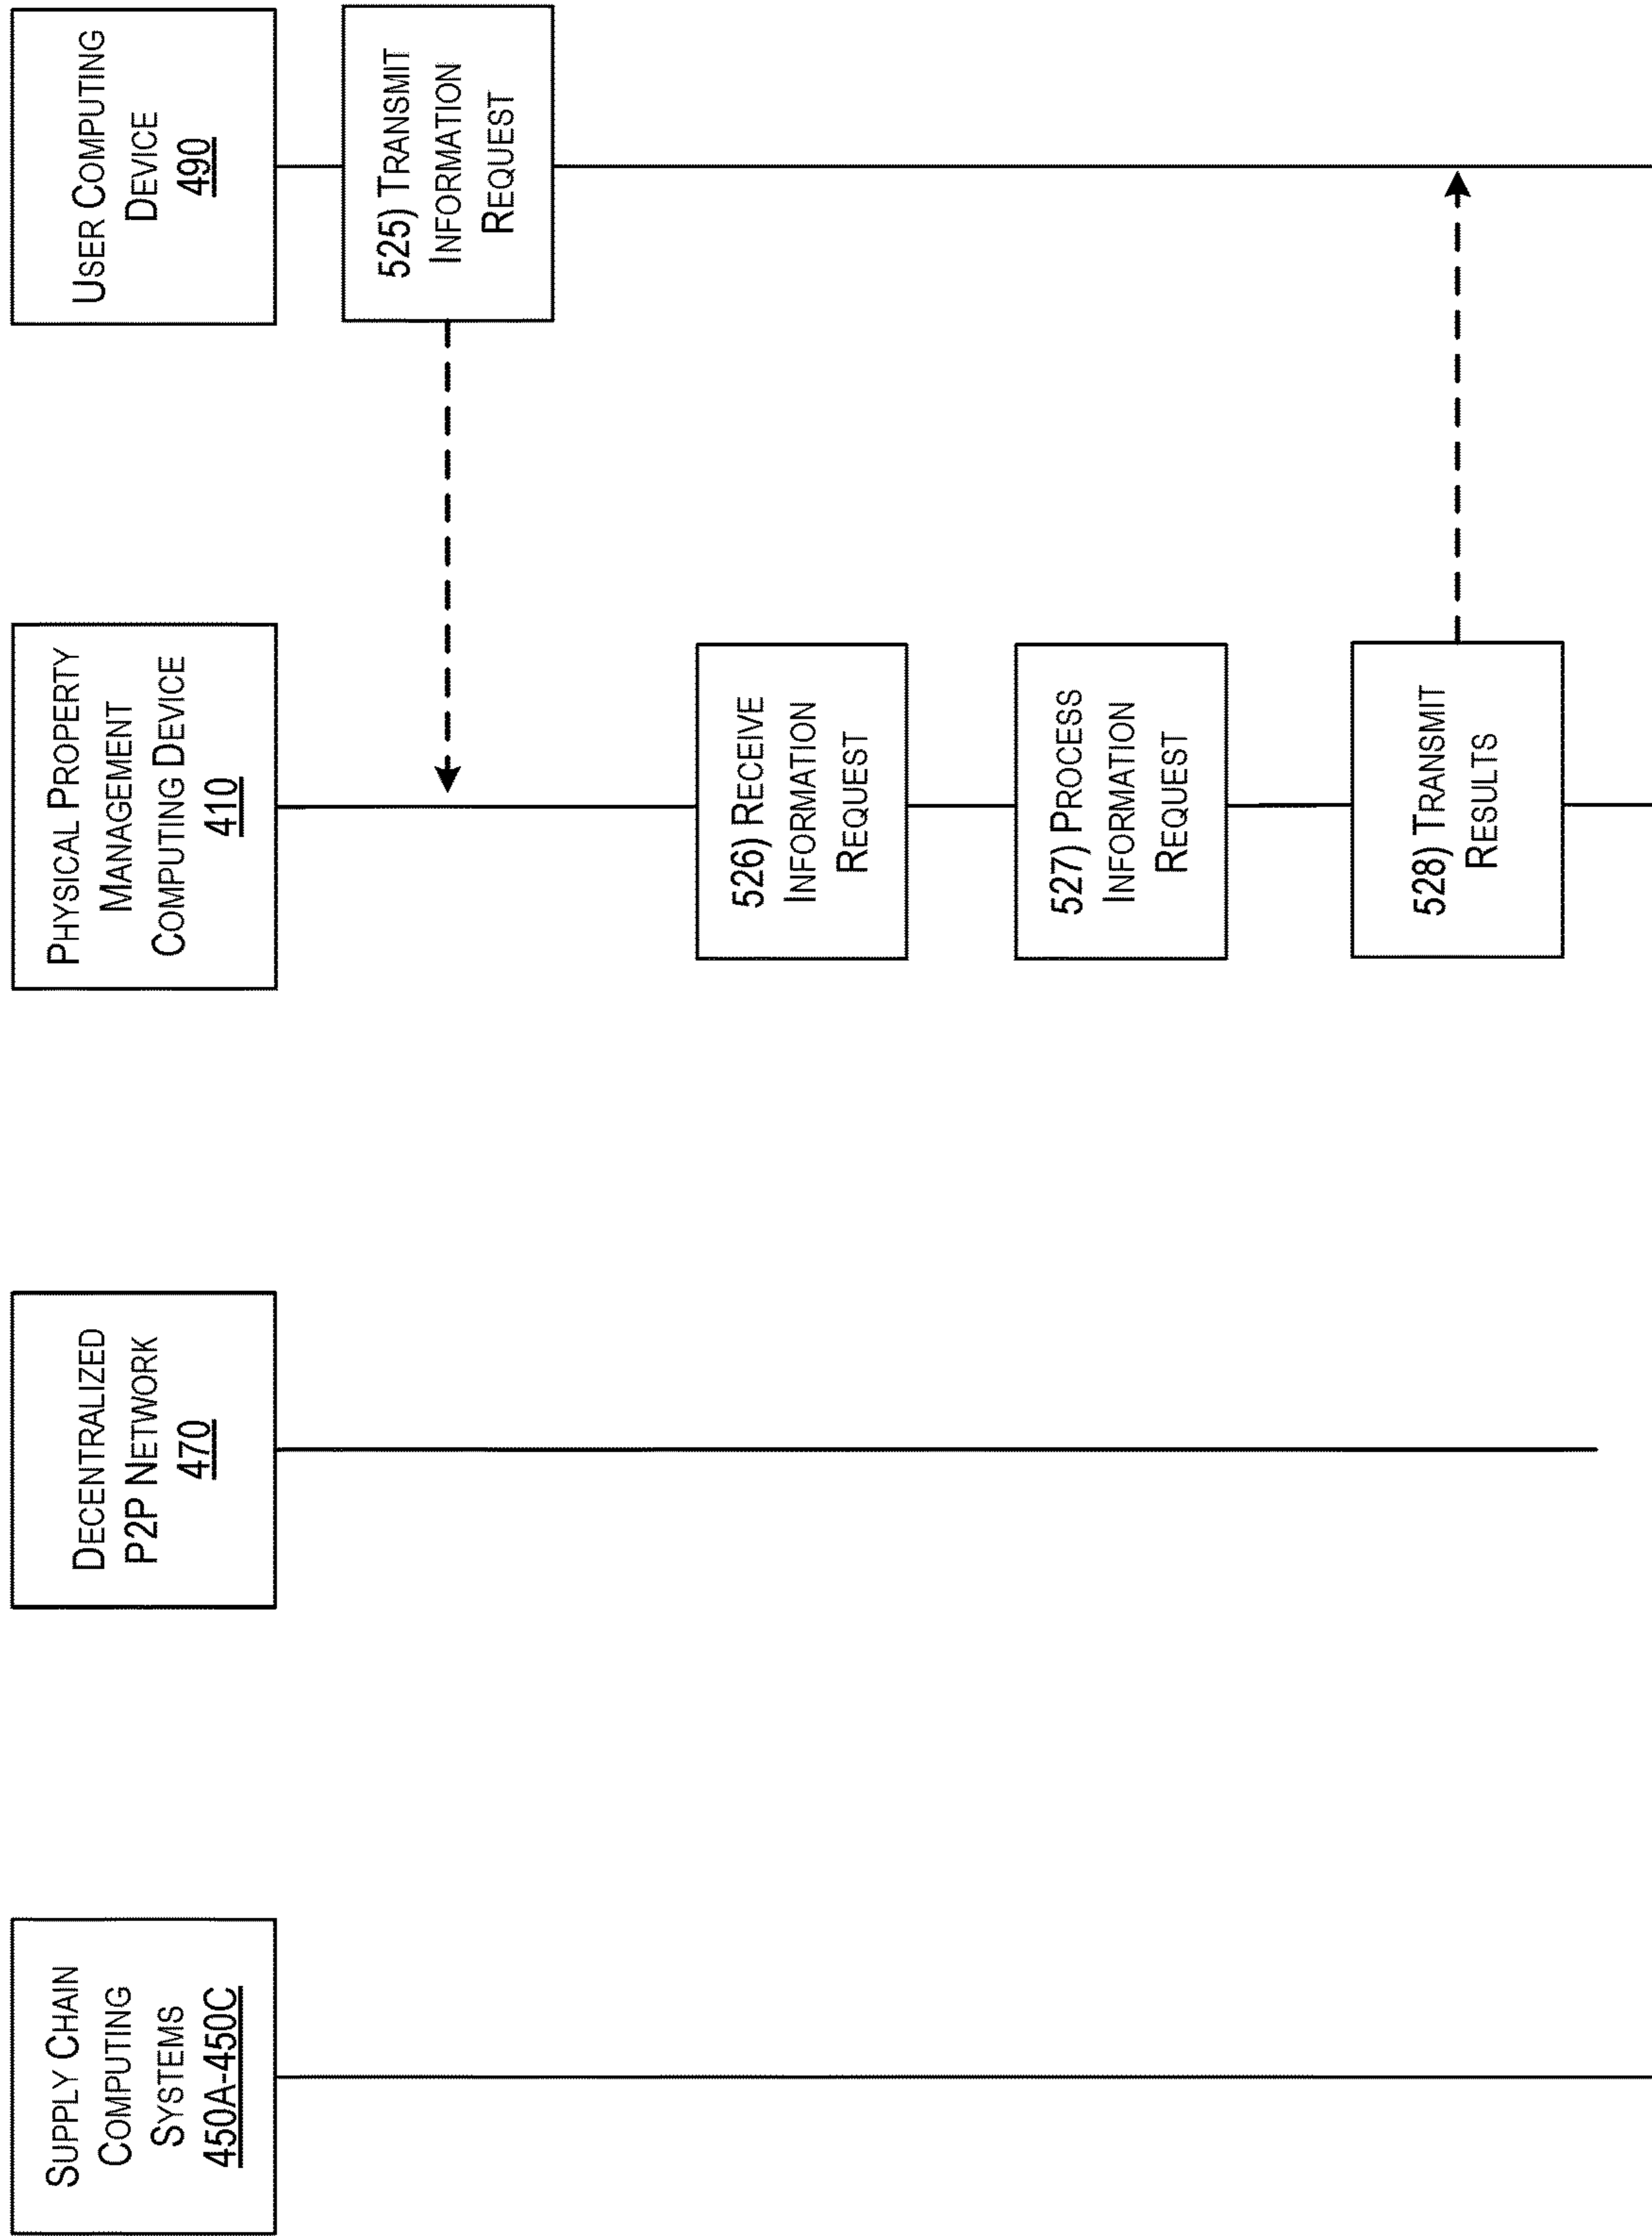 SUPPLY CHAIN
COMPUTING
SYSTEMS
450A-450C
DECENTRALIZED
P2P NETWORK
470
PHYSICAL PROPERTY
MANAGEMENT
COMPUTING DEVICE
410
USER COMPUTING
DEVICE
490
525) TRANSMIT
INFORMATION
REQUEST
526) RECEIVE
INFORMATION
REQUEST
527) PROCESS
INFORMATION
REQUEST
528) TRANSMIT
RESULTS